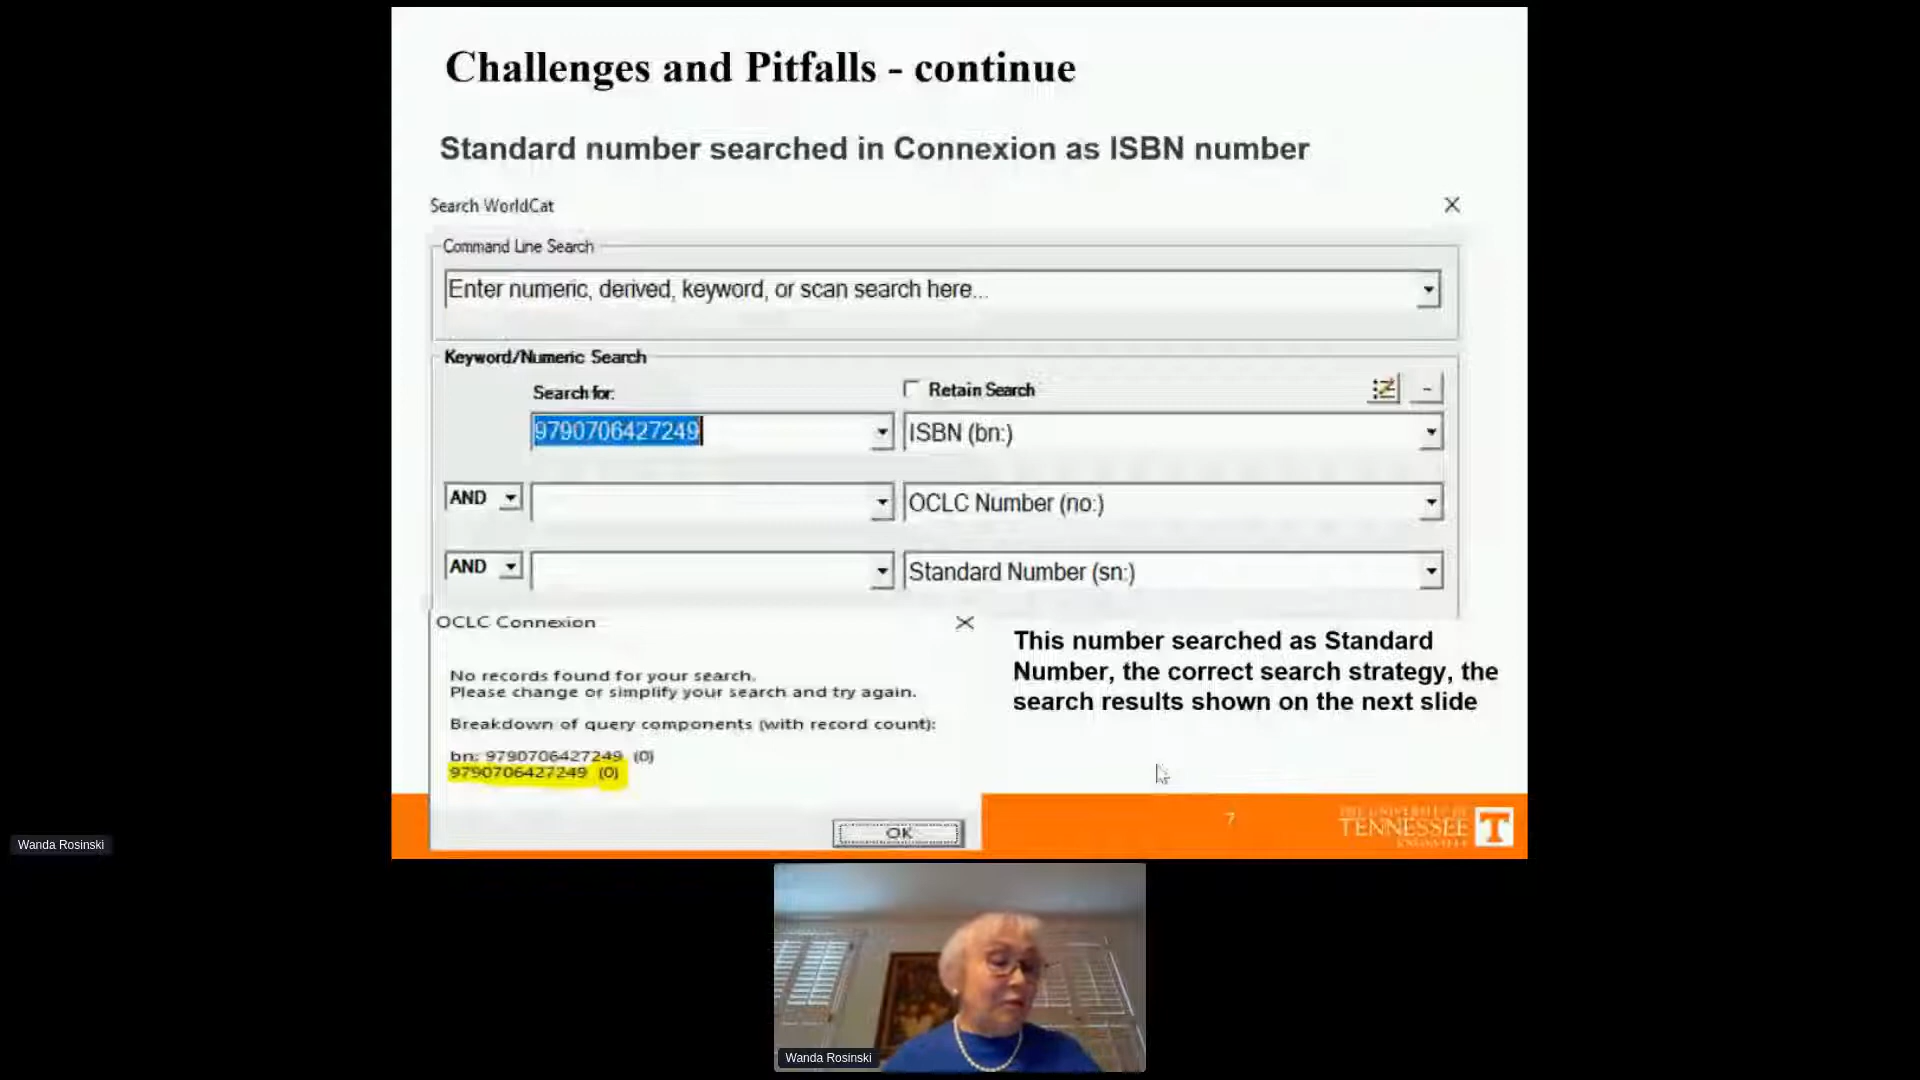 Challenges and Pitfalls - continue
Standard number searched in Connexion as ISBN number
Search WorldCat
Command Line Search
Enter numeric, derived, keyword, or scan search here...
Keyword/Numeric Search
Search for:
Retain Search
9790706427249
ISBN (bn:)
AND
OCLC Number (no:)
AND
Standard Number (sn:)
OCLC Connexion
No records found for your search.
Please change or simplify your search and try again.
Breakdown of query components (with record count):
bn: 9790706427249 (0)
9790706427249 (0)
OK
This number searched as Standard
Number, the correct search strategy, the
search results shown on the next slide
7
THE UNIVERSITY OF
TENNESSEE
KNOXVILLE
T
Wanda Rosinski
Wanda Rosinski